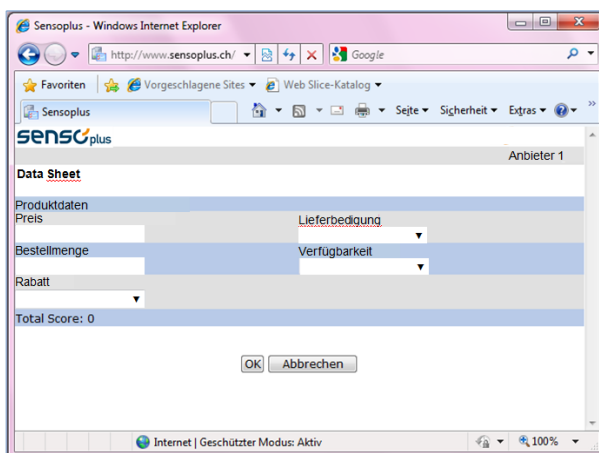 Sensoplus - Windows Internet Explorer
http://www.sensoplus.ch/ Google
Favoriten Vorgeschlagene Sites Web Slice-Katalog
Sensoplus Seite Sicherheit Extras »
senso plus
Anbieter 1
Data Sheet
Produktdaten
Preis Lieferbedigung
Bestellmenge Verfügbarkeit
Rabatt
Total Score: 0
OK Abbrechen
Internet | Geschützter Modus: Aktiv 100%